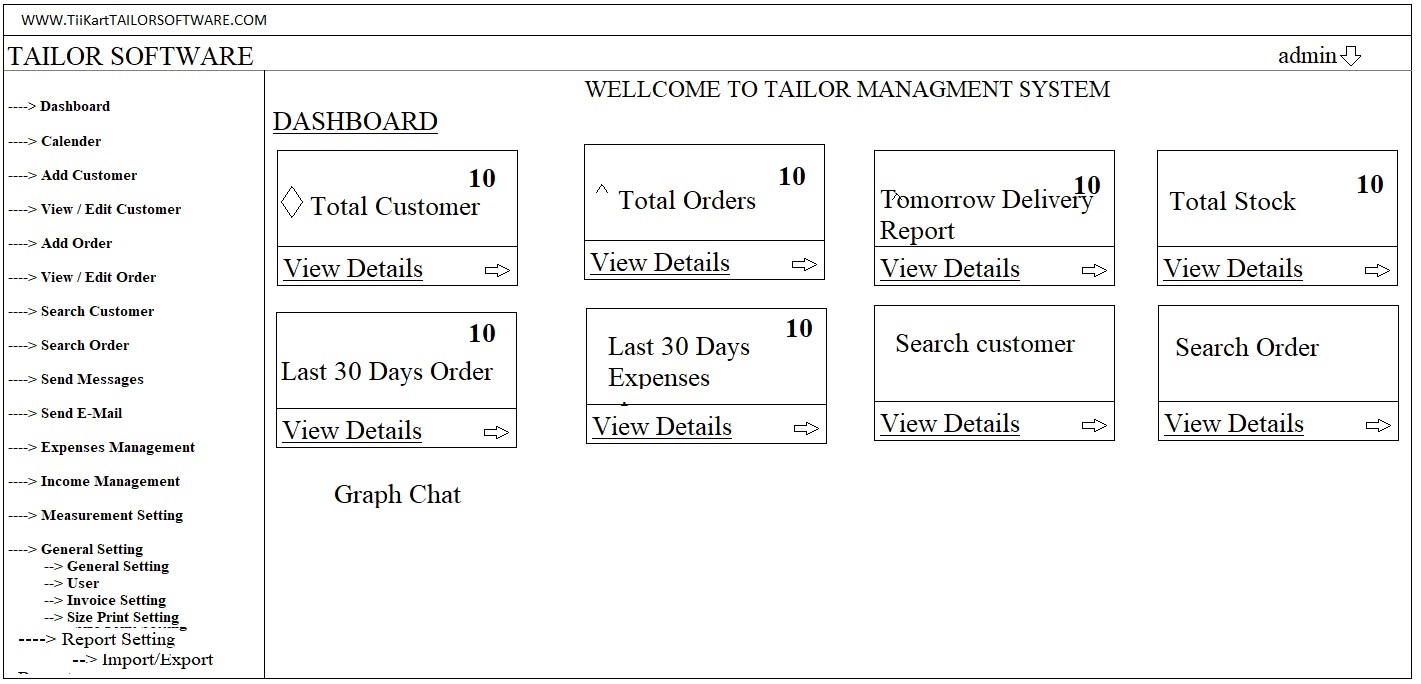 WWW.TiiKartTAILORSOFTWARE.COM
TAILOR SOFTWARE
admin
----> Dashboard
----> Calender
----> Add Customer
----> View / Edit Customer
----> Add Order
----> View / Edit Order
----> Search Customer
----> Search Order
----> Send Messages
----> Send E-Mail
----> Expenses Management
----> Income Management
----> Measurement Setting
----> General Setting
--> General Setting
--> User
--> Invoice Setting
--> Size Print Setting
----> Report Setting
--> Import/Export
WELLCOME TO TAILOR MANAGMENT SYSTEM
DASHBOARD
10
Total Customer
View Details
10
Total Orders
View Details
10
Tomorrow Delivery
Report
View Details
10
Total Stock
View Details
10
Last 30 Days Order
View Details
10
Last 30 Days
Expenses
View Details
Search customer
View Details
Search Order
View Details
Graph Chat